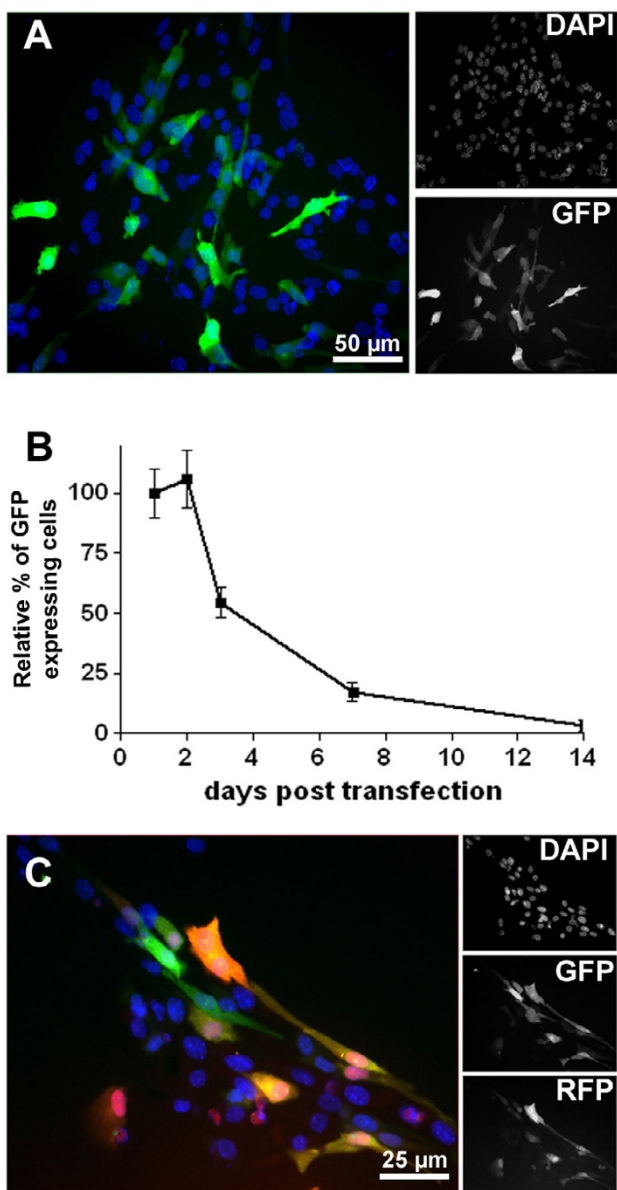 A
DAPI
GFP
50 µm
B
Relative % of GFP
expressing cells
100
75
50
25
0
0 2 4 6 8 10 12 14
days post transfection
C
DAPI
GFP
RFP
25 µm